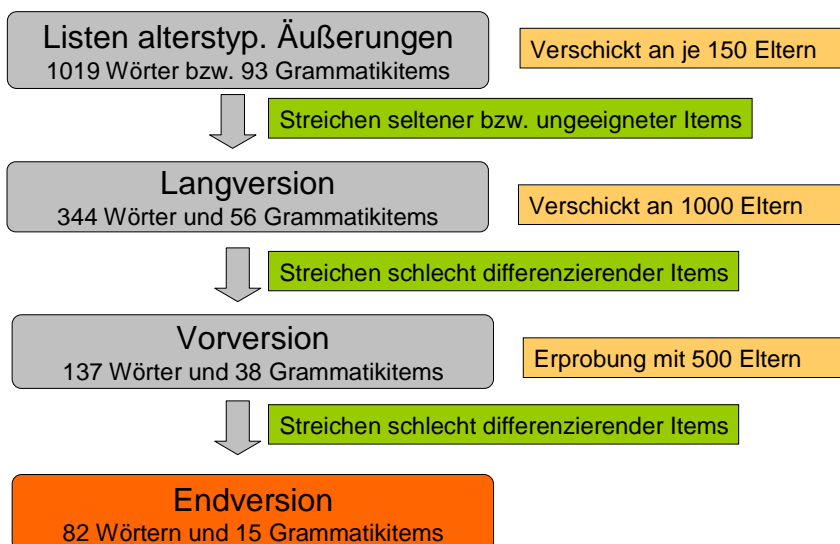 Listen alterstyp. Äußerungen
1019 Wörter bzw. 93 Grammatikitems
Verschickt an je 150 Eltern
Streichen seltener bzw. ungeeigneter Items
Langversion
344 Wörter und 56 Grammatikitems
Verschickt an 1000 Eltern
Streichen schlecht differenzierender Items
Vorversion
137 Wörter und 38 Grammatikitems
Erprobung mit 500 Eltern
Streichen schlecht differenzierender Items
Endversion
82 Wörtern und 15 Grammatikitems